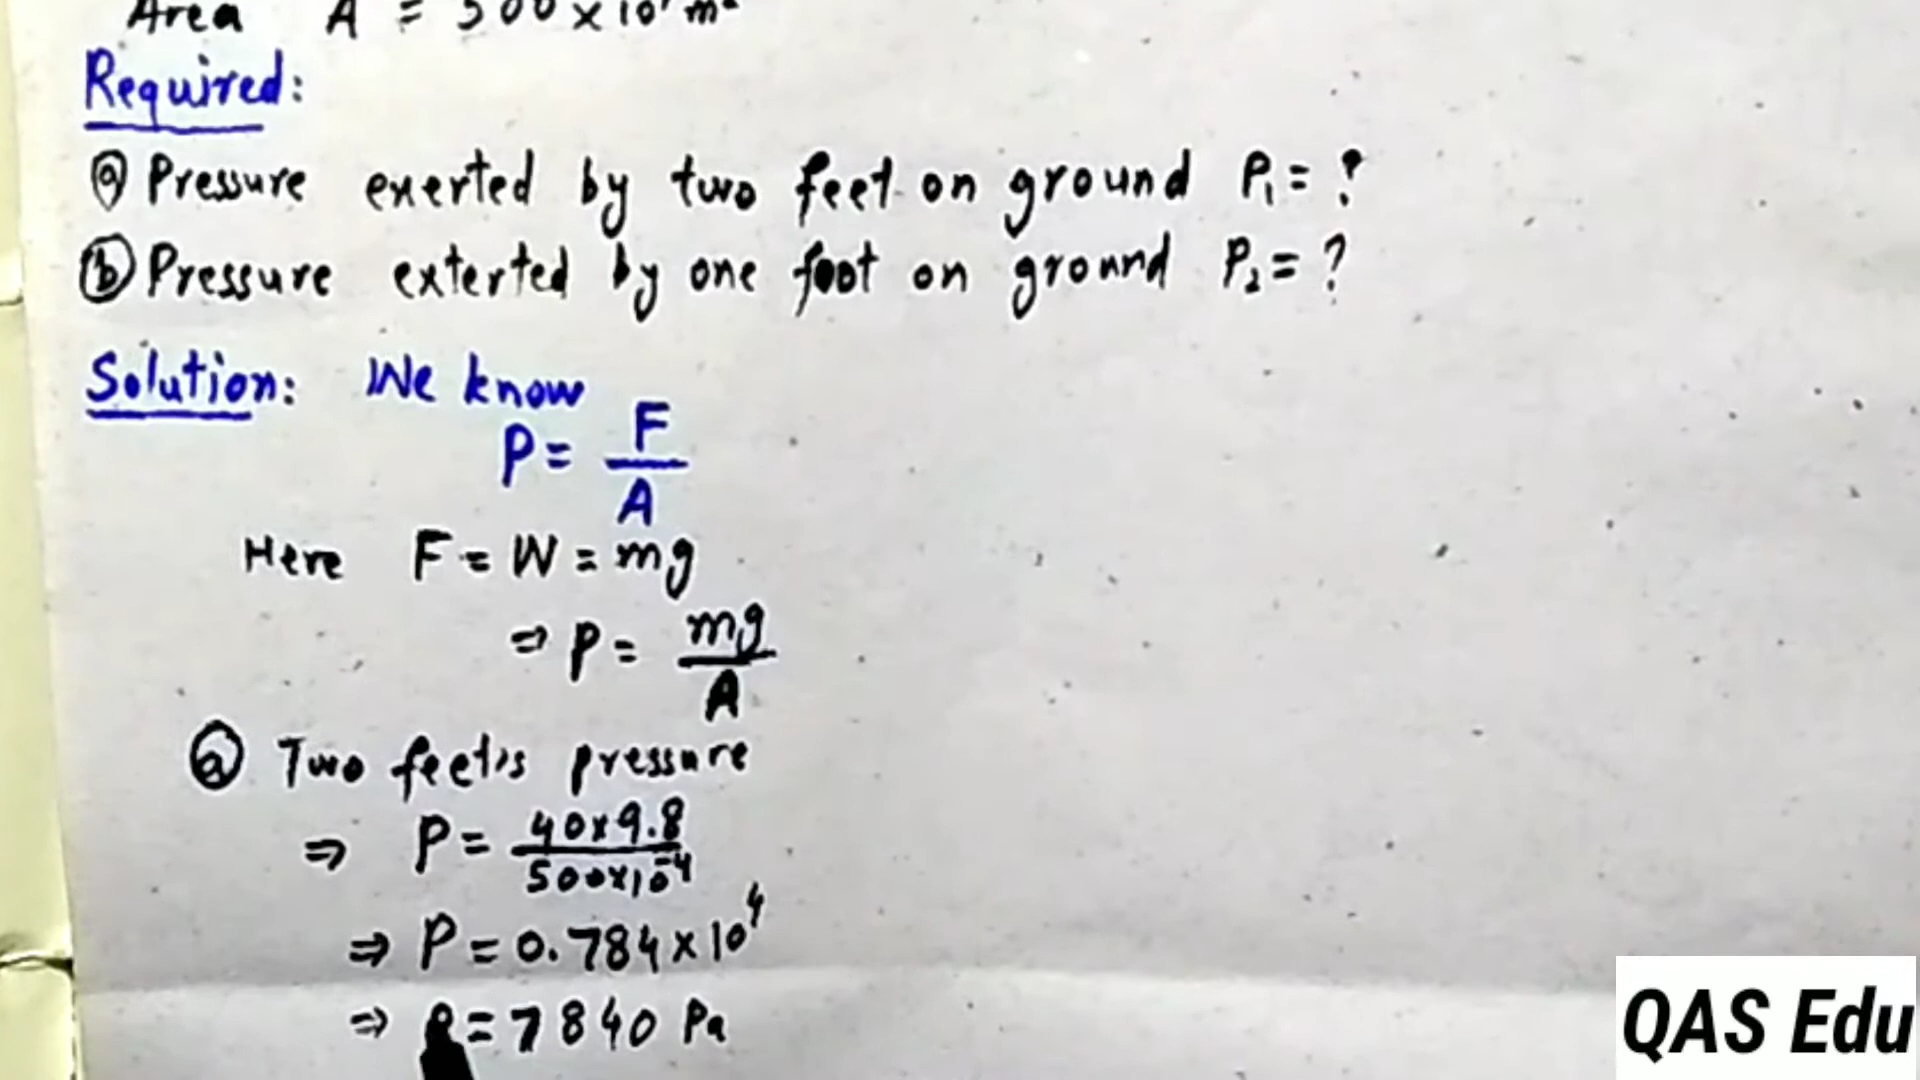 Area A = 500 × 10 m²
Required:
(a) Pressure exerted by two feet on ground P₁ = ?
(b) Pressure exterted by one foot on ground P₂ = ?
Solution: We know
P = F/A
Here F = W = mg
⇒ P = mg/A
(a) Two feet's pressure
⇒ P = 40×9.8/500×10⁻⁴
⇒ P = 0.784 × 10⁴
⇒ P = 7840 Pa
QAS Edu